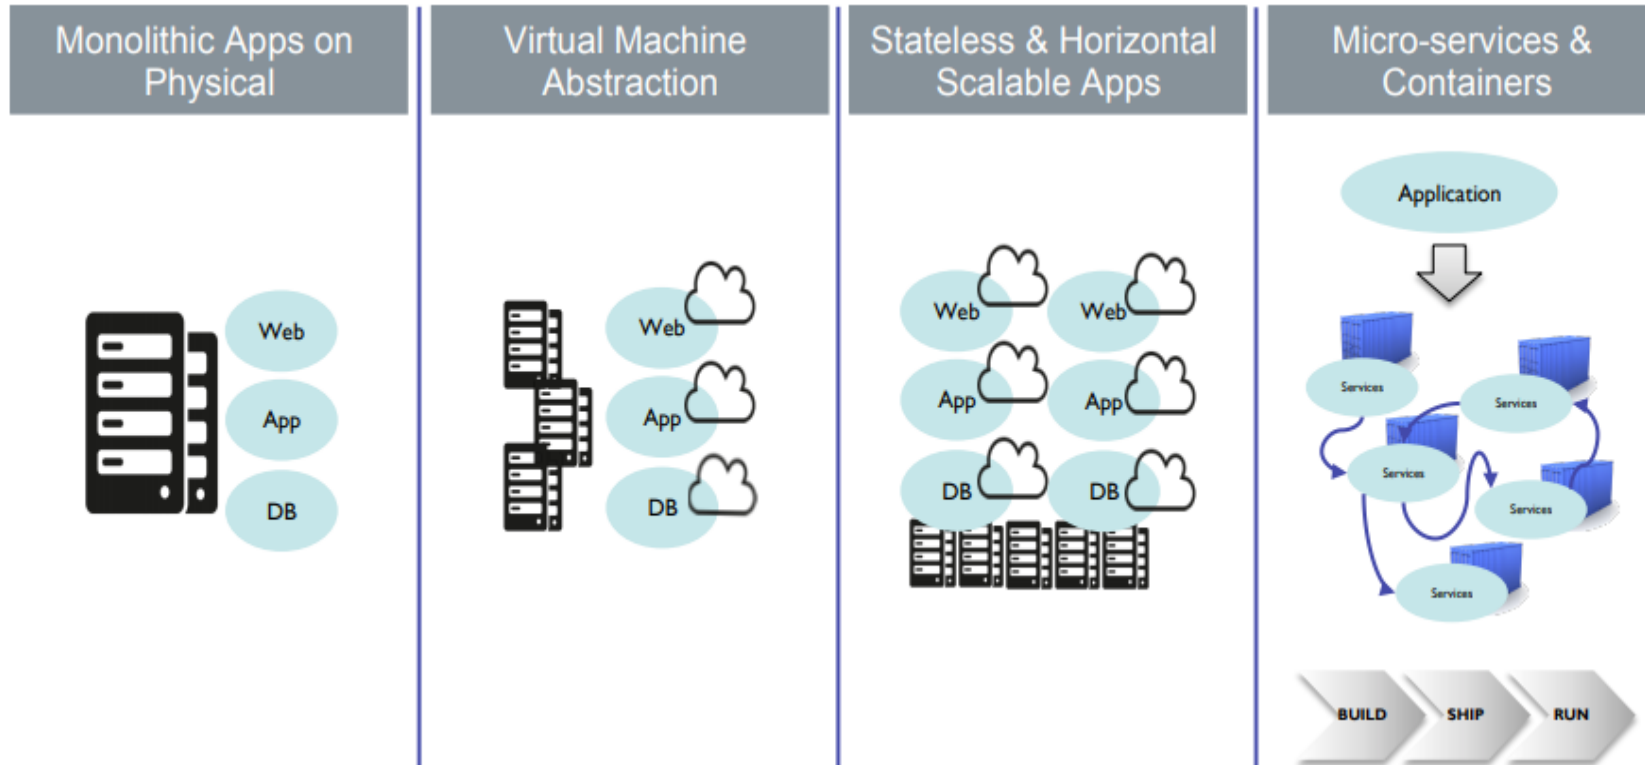 Monolithic Apps on
Physical
Virtual Machine
Abstraction
Stateless & Horizontal
Scalable Apps
Micro-services &
Containers
Web
App
DB
Web
App
DB
Web
Web
App
App
DB
DB
Application
Services
Services
Services
Services
Services
BUILD
SHIP
RUN